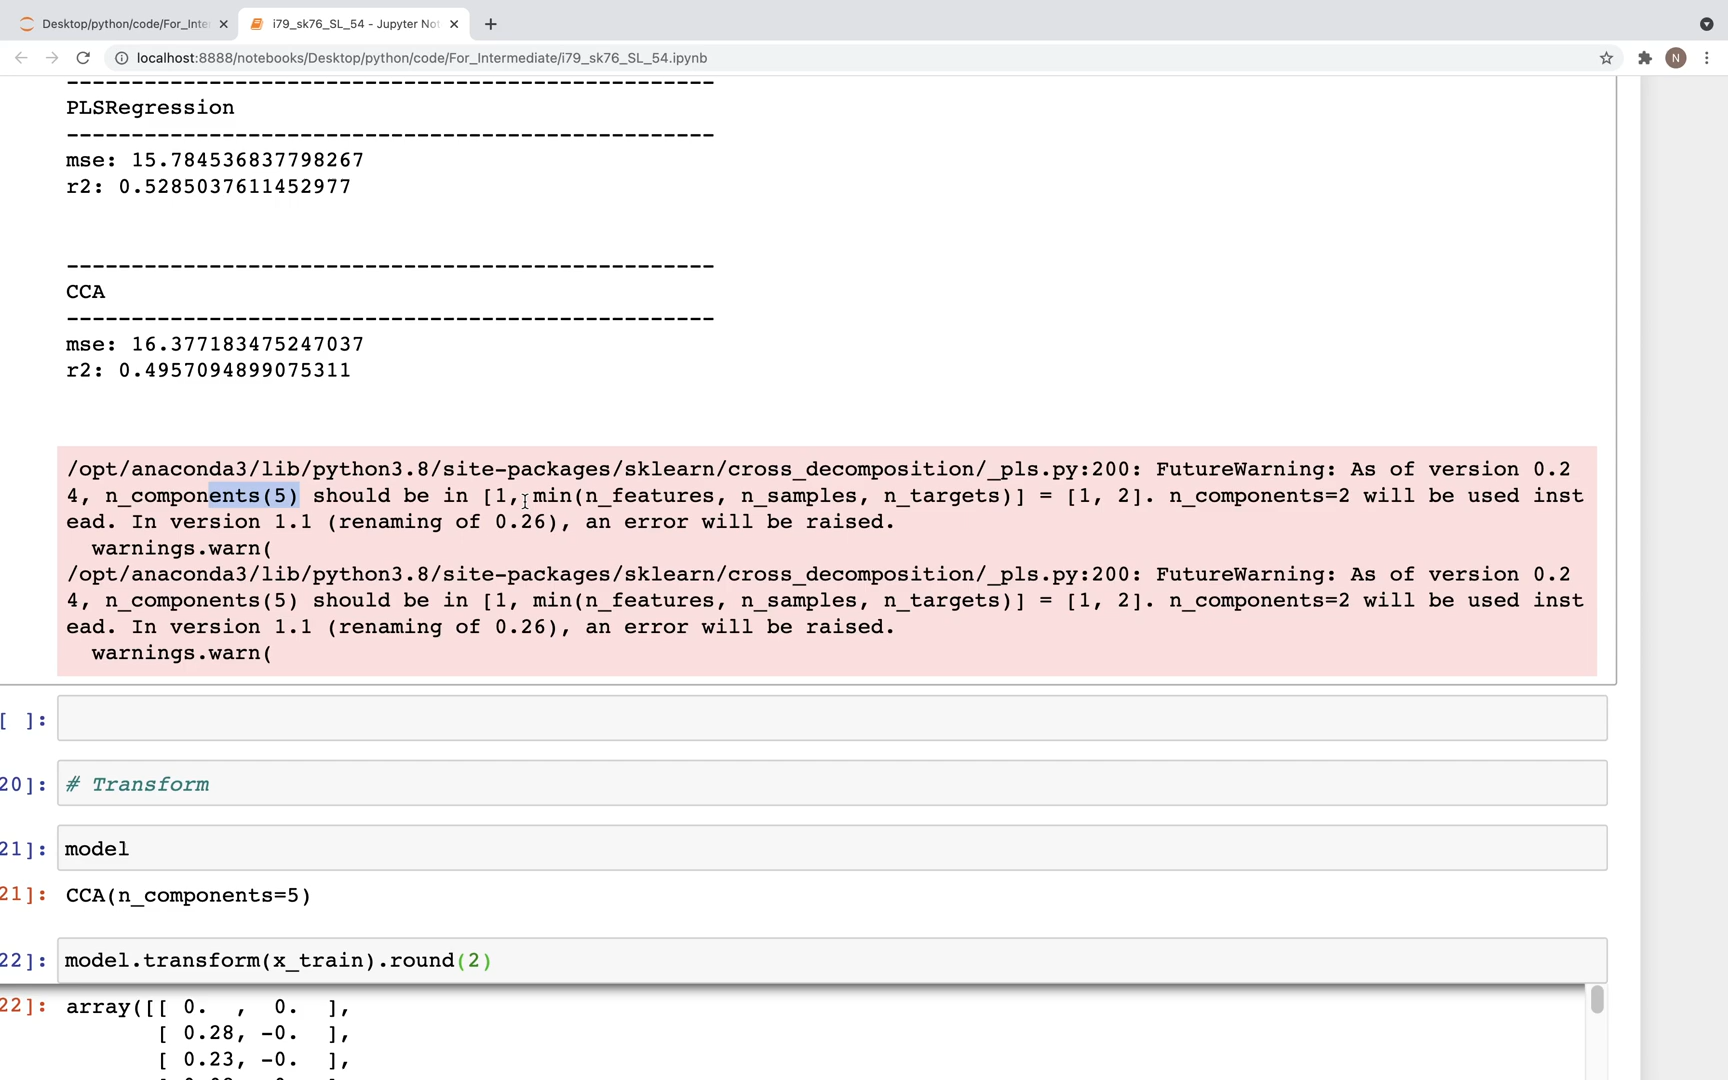 Desktop/python/code/For_Inte
i79_sk76_SL_54 - Jupyter Not
localhost:8888/notebooks/Desktop/python/code/For_Intermediate/i79_sk76_SL_54.ipynb
N
--------------------------------------------------
PLSRegression
--------------------------------------------------
mse: 15.784536837798267
r2: 0.5285037611452977
--------------------------------------------------
CCA
--------------------------------------------------
mse: 16.377183475247037
r2: 0.4957094899075311
/opt/anaconda3/lib/python3.8/site-packages/sklearn/cross_decomposition/_pls.py:200: FutureWarning: As of version 0.2
4, n_components(5) should be in [1, min(n_features, n_samples, n_targets)] = [1, 2]. n_components=2 will be used inst
ead. In version 1.1 (renaming of 0.26), an error will be raised.
warnings.warn(
/opt/anaconda3/lib/python3.8/site-packages/sklearn/cross_decomposition/_pls.py:200: FutureWarning: As of version 0.2
4, n_components(5) should be in [1, min(n_features, n_samples, n_targets)] = [1, 2]. n_components=2 will be used inst
ead. In version 1.1 (renaming of 0.26), an error will be raised.
warnings.warn(
[ ]:
20]: # Transform
21]: model
21]: CCA(n_components=5)
22]: model.transform(x_train).round(2)
22]: array([[ 0.  ,  0.  ],
[ 0.28, -0.  ],
[ 0.23, -0.  ],